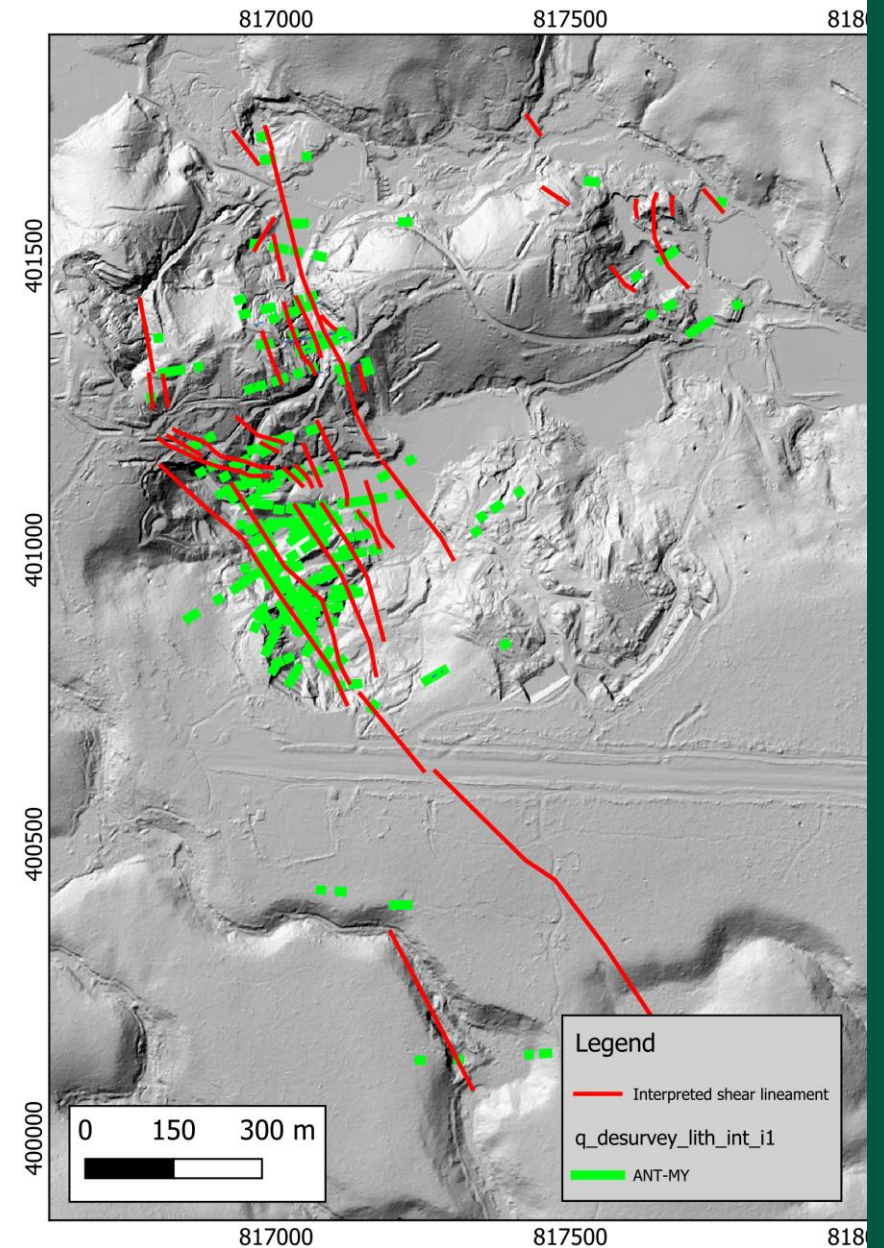 817000 817500 818
401500
401000
400500
400000
Legend
Interpreted shear lineament
q_desurvey_lith_int_i1
ANT-MY
0 150 300 m
817000 817500 818